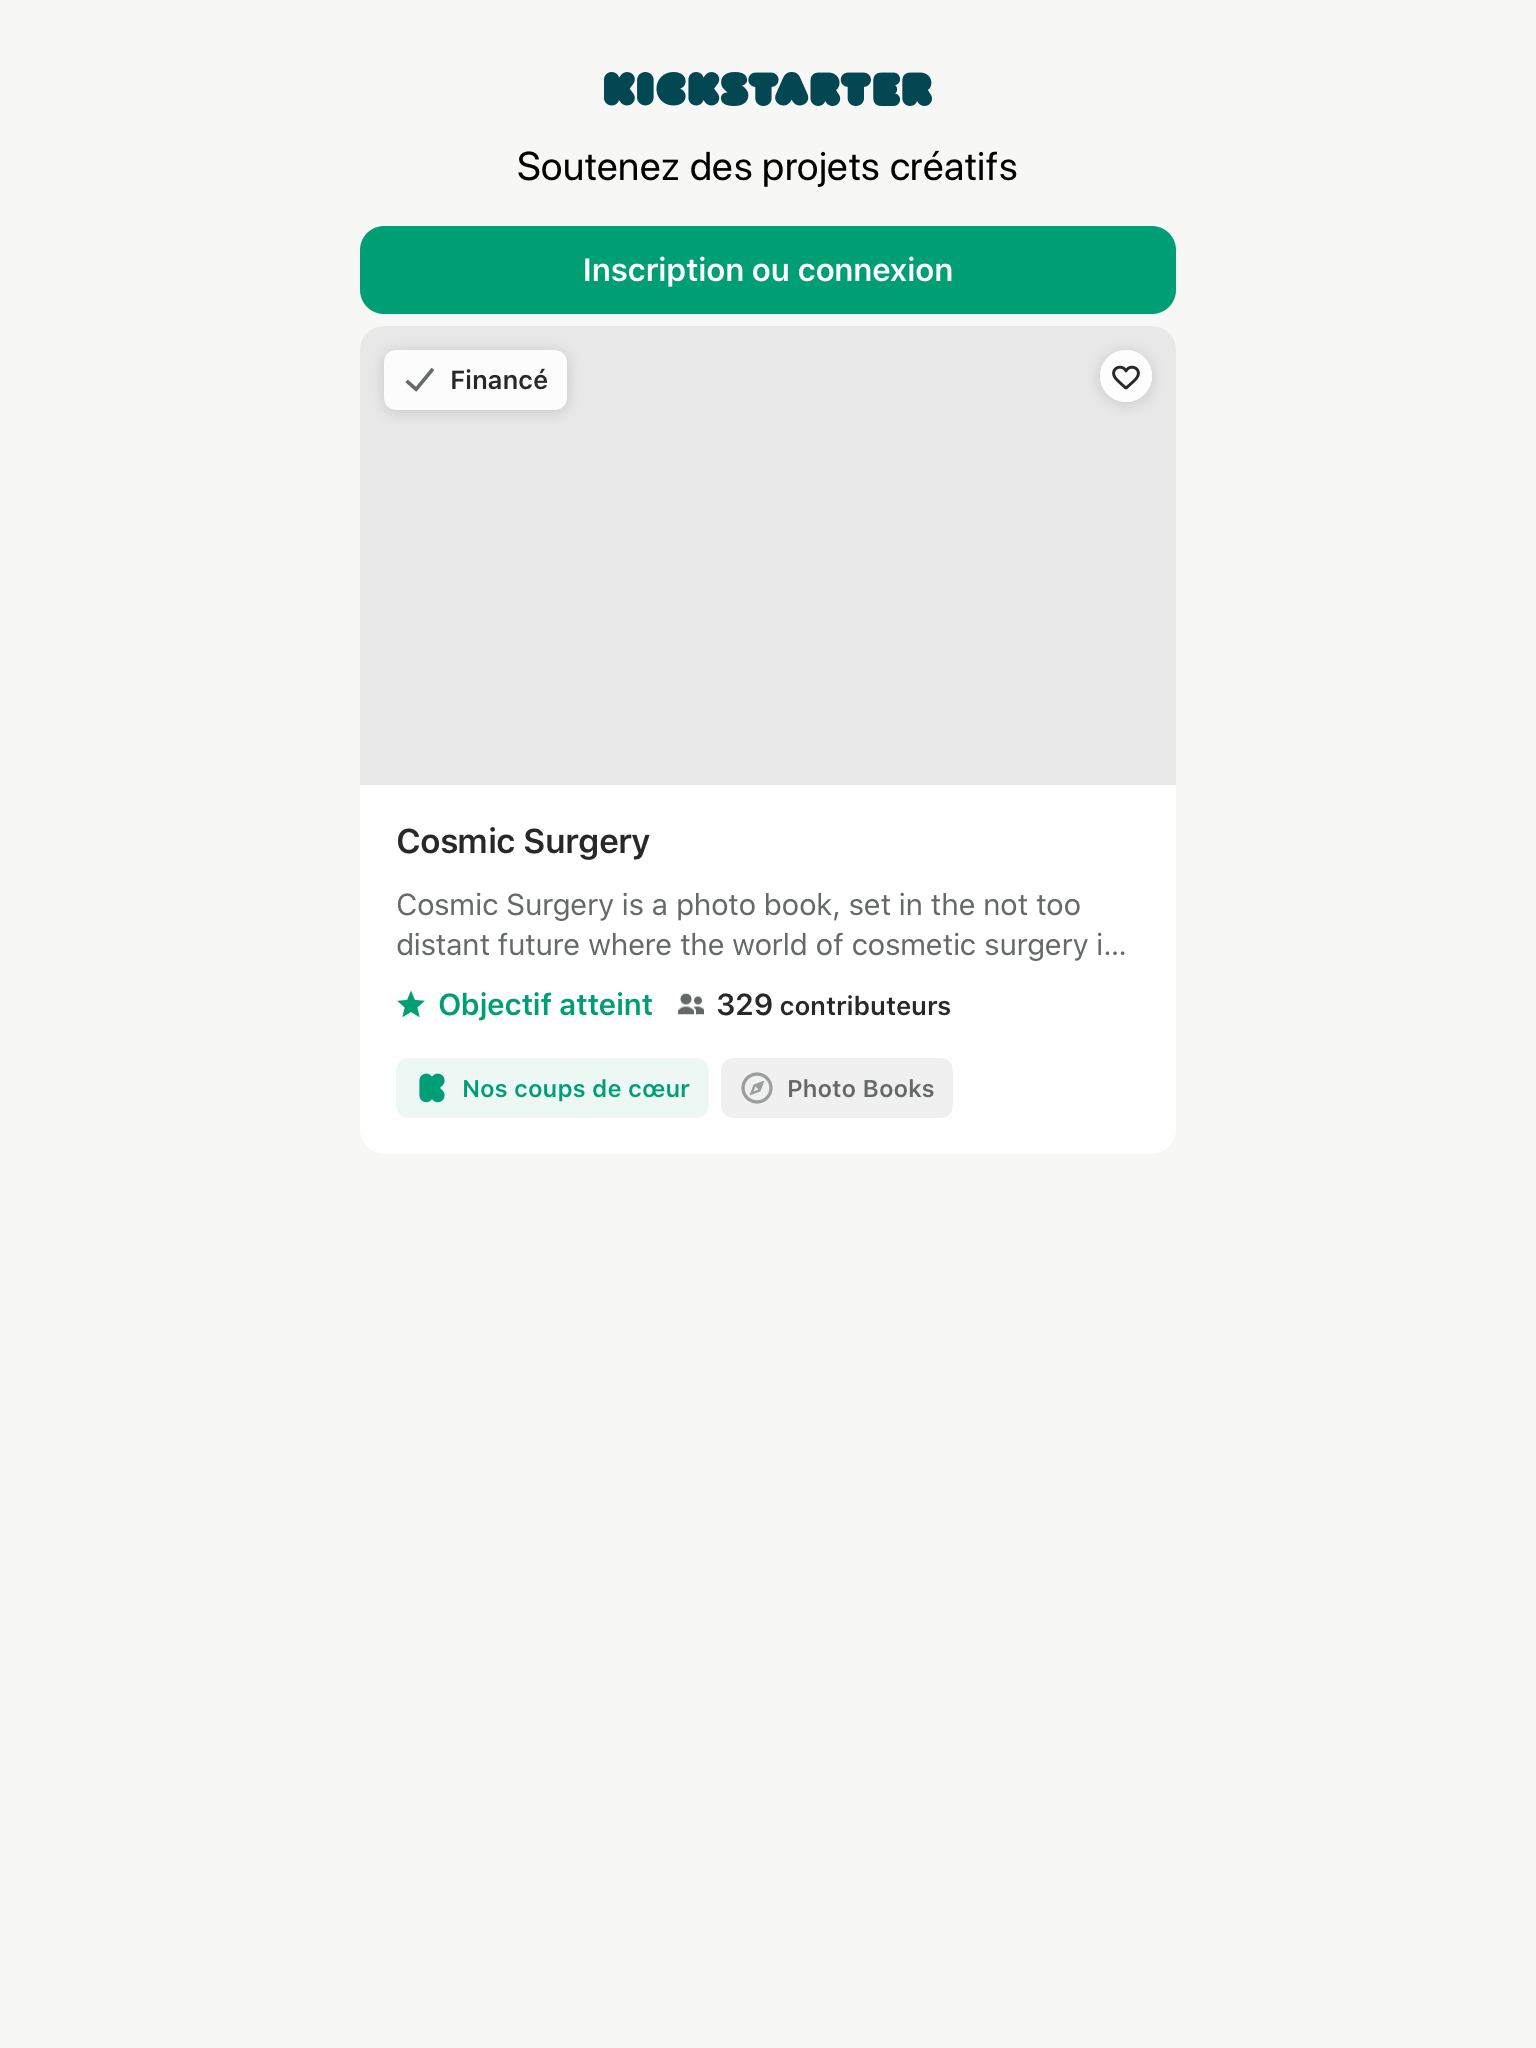 KICKSTARTER
Soutenez des projets créatifs
Inscription ou connexion
Financé
Cosmic Surgery
Cosmic Surgery is a photo book, set in the not too
distant future where the world of cosmetic surgery i...
Objectif atteint 329 contributeurs
Nos coups de cœur Photo Books